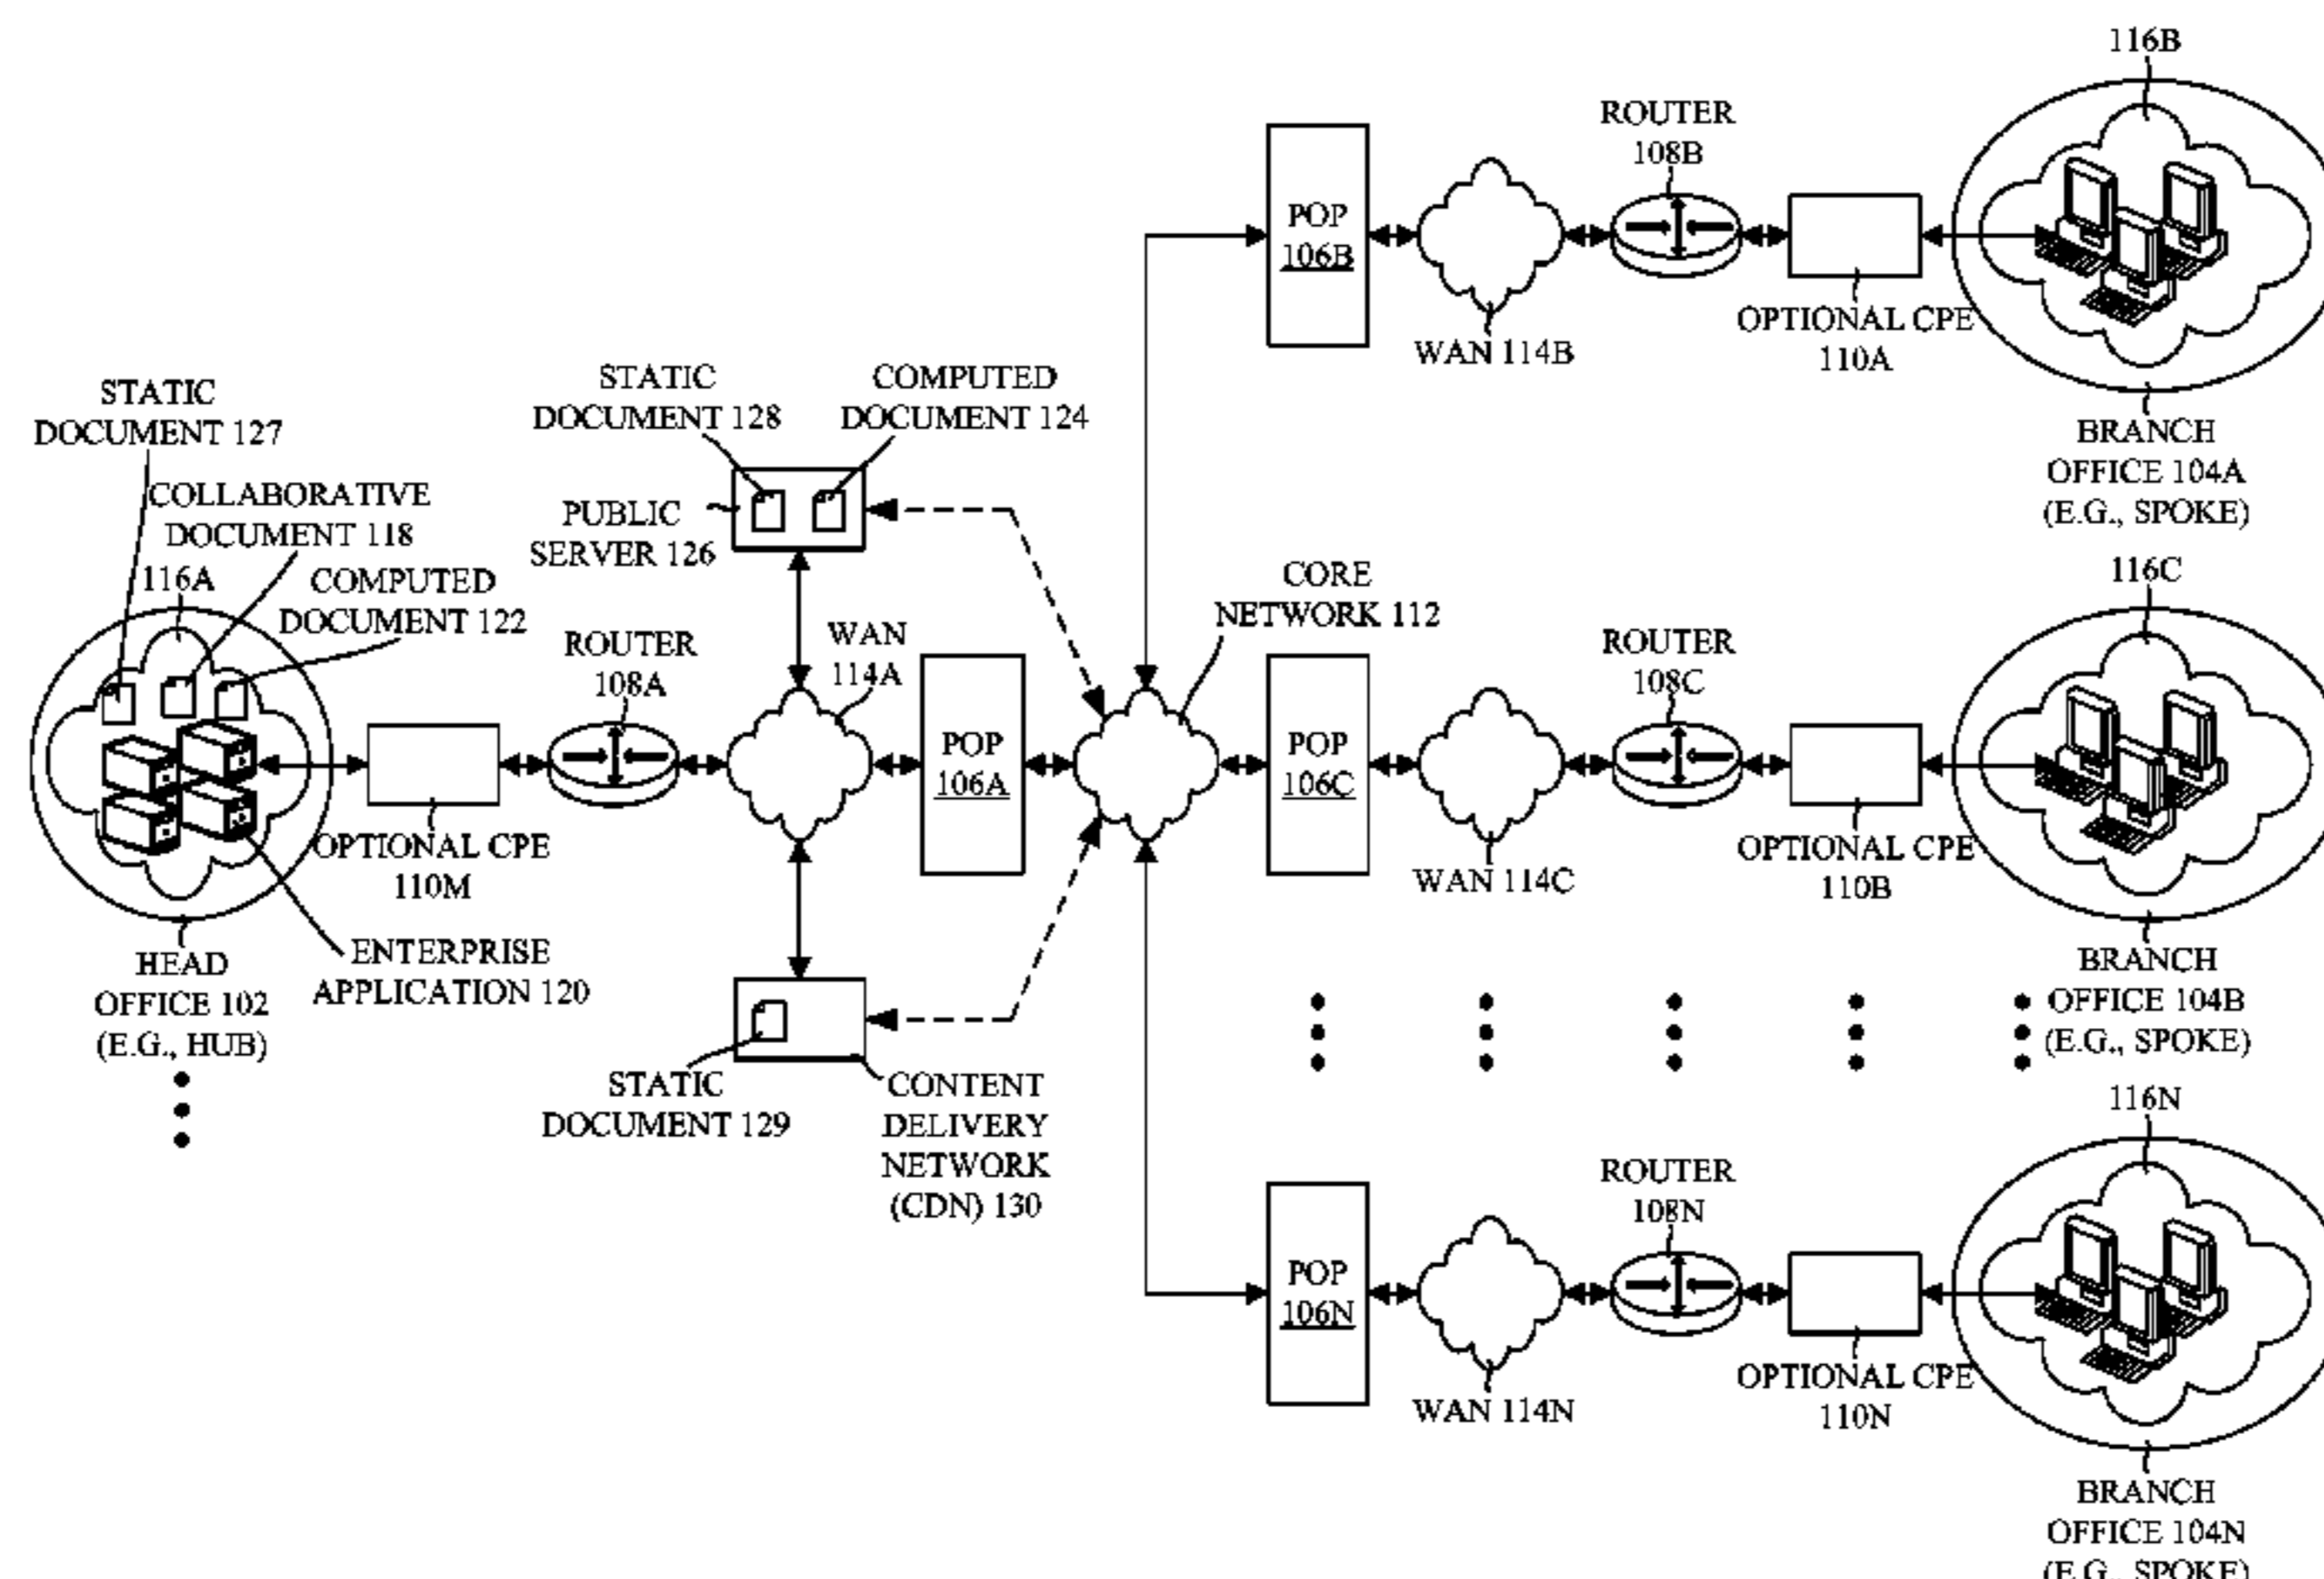 116B
ROUTER
108B
POP
106B
WAN 114B
OPTIONAL CPE
110A
BRANCH
OFFICE 104A
(E.G., SPOKE)
STATIC
DOCUMENT 127
COLLABORATIVE
DOCUMENT 118
116A
COMPUTED
DOCUMENT 122
STATIC
DOCUMENT 128
COMPUTED
DOCUMENT 124
PUBLIC
SERVER 126
ROUTER
108A
WAN
114A
POP
106A
CORE
NETWORK 112
OPTIONAL CPE
110M
HEAD
OFFICE 102
(E.G., HUB)
ENTERPRISE
APPLICATION 120
STATIC
DOCUMENT 129
CONTENT
DELIVERY
NETWORK
(CDN) 130
116C
ROUTER
108C
POP
106C
WAN 114C
OPTIONAL CPE
110B
BRANCH
OFFICE 104B
(E.G., SPOKE)
116N
ROUTER
108N
POP
106N
WAN 114N
OPTIONAL CPE
110N
BRANCH
OFFICE 104N
(E.G., SPOKE)